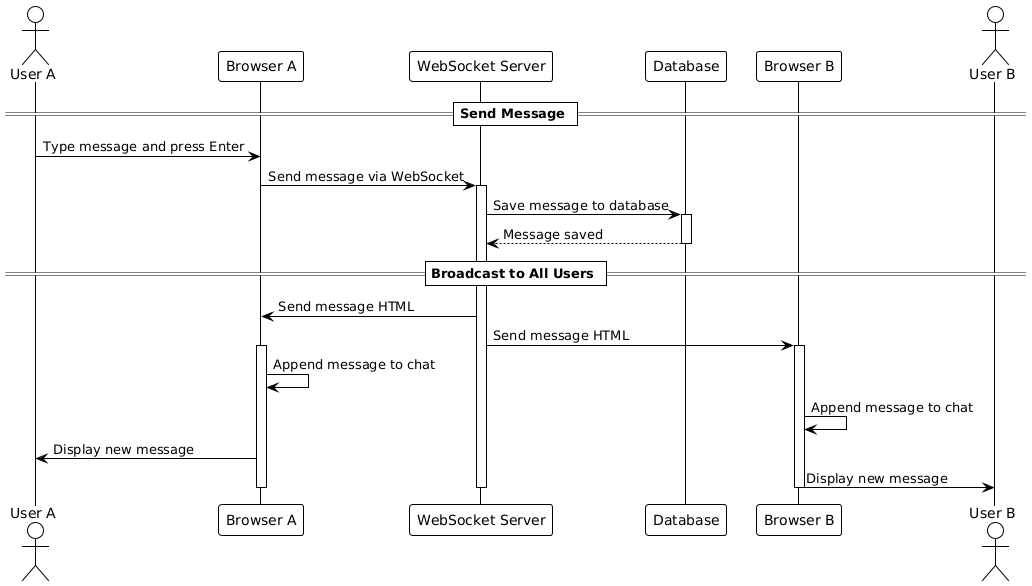 User A
User B
Browser A
WebSocket Server
Database
Browser B
Send Message
Type message and press Enter
Send message via WebSocket
Save message to database
Message saved
Broadcast to All Users
Send message HTML
Send message HTML
Append message to chat
Append message to chat
Display new message
Display new message
User A
Browser A
WebSocket Server
Database
Browser B
User B